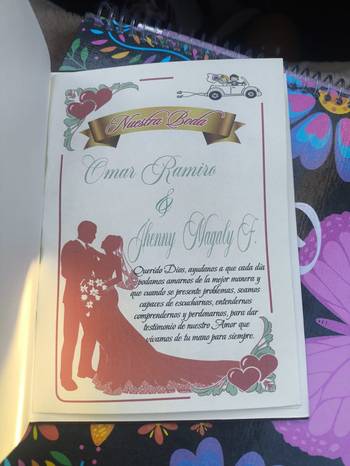 Nuestra Boda
Omar Ramiro
&
Jhenny Nagaly F.
Querido Dios, ayudanos a que cada día
podamos amarnos de la mejor manera y
que cuando se presente problemas, seamos
capaces de escucharnos, entendernos
comprendernos y perdonarnos, para dar
testimonio de nuestro Amor que
vivamos de tu mano para siempre.